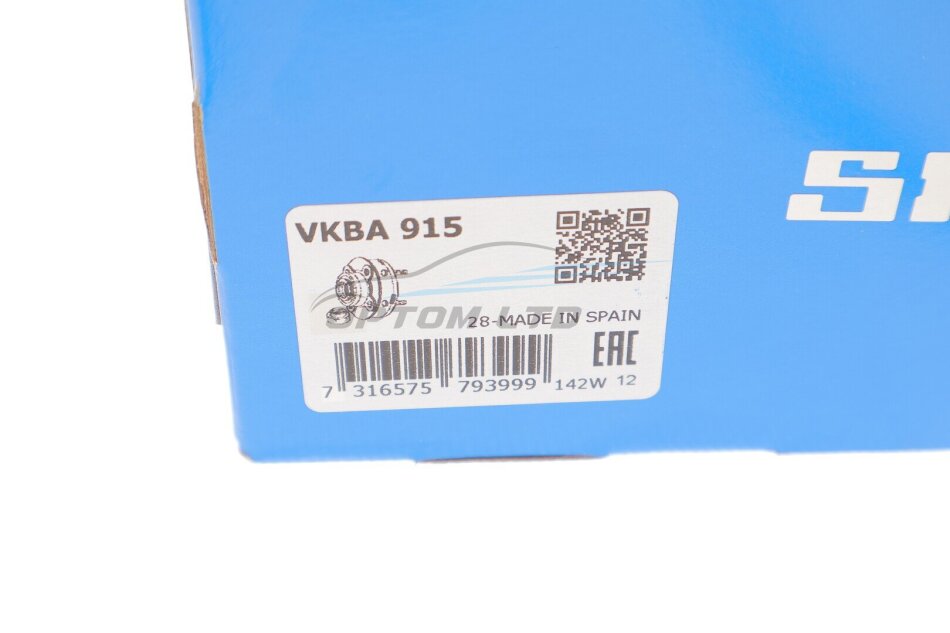 VKBA 915
OPTOM LTD
28-MADE IN SPAIN
EAC
7 316575 793999 142W 12